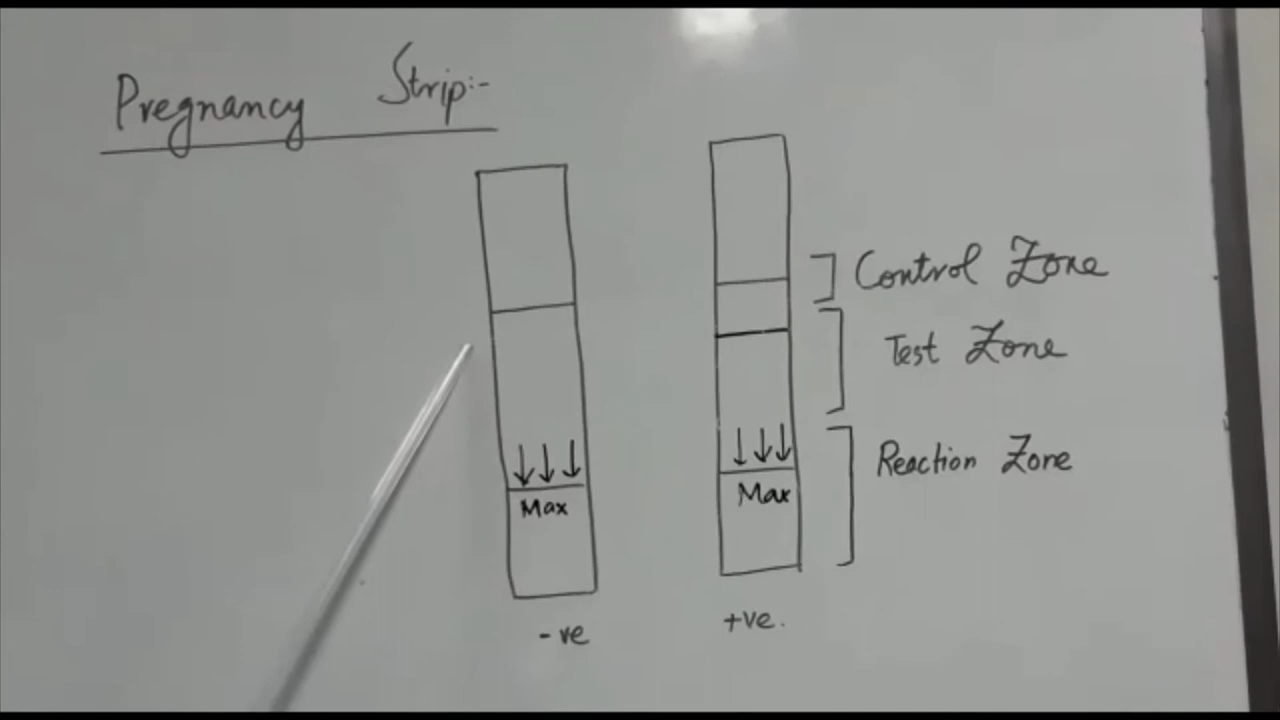 Pregnancy Strip:-
Control Zone
Test Zone
Reaction Zone
Max
Max
-ve
+ve.